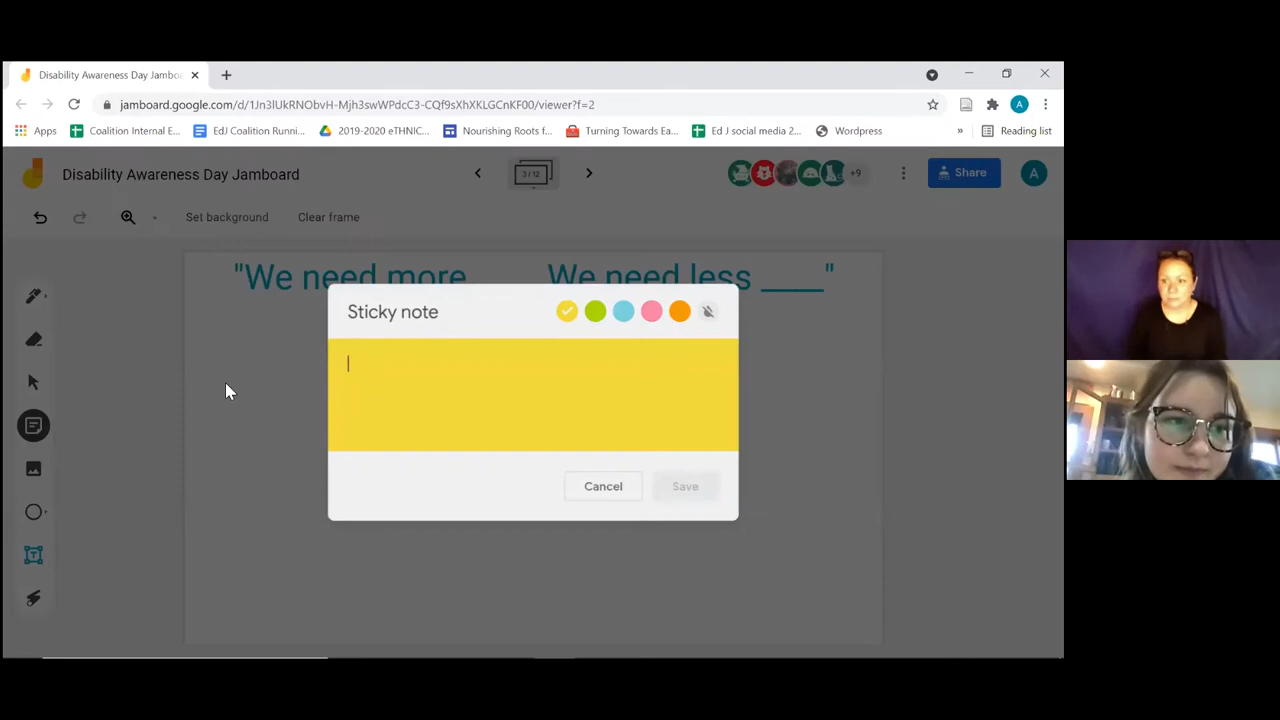 Disability Awareness Day Jambo
jamboard.google.com/d/1Jn3lUkRNObvH-Mjh3swWPdcC3-CQf9sXhXKLGCnKF00/viewer?f=2
A
Apps
Coalition Internal E...
EdJ Coalition Runni...
2019-2020 eTHNIC...
Nourishing Roots f...
Turning Towards Ea...
Ed J social media 2...
Wordpress
»
Reading list
Disability Awareness Day Jamboard
3 / 12
+9
Share
A
Set background
Clear frame
"We need more We need less ____"
Sticky note
Cancel
Save
T